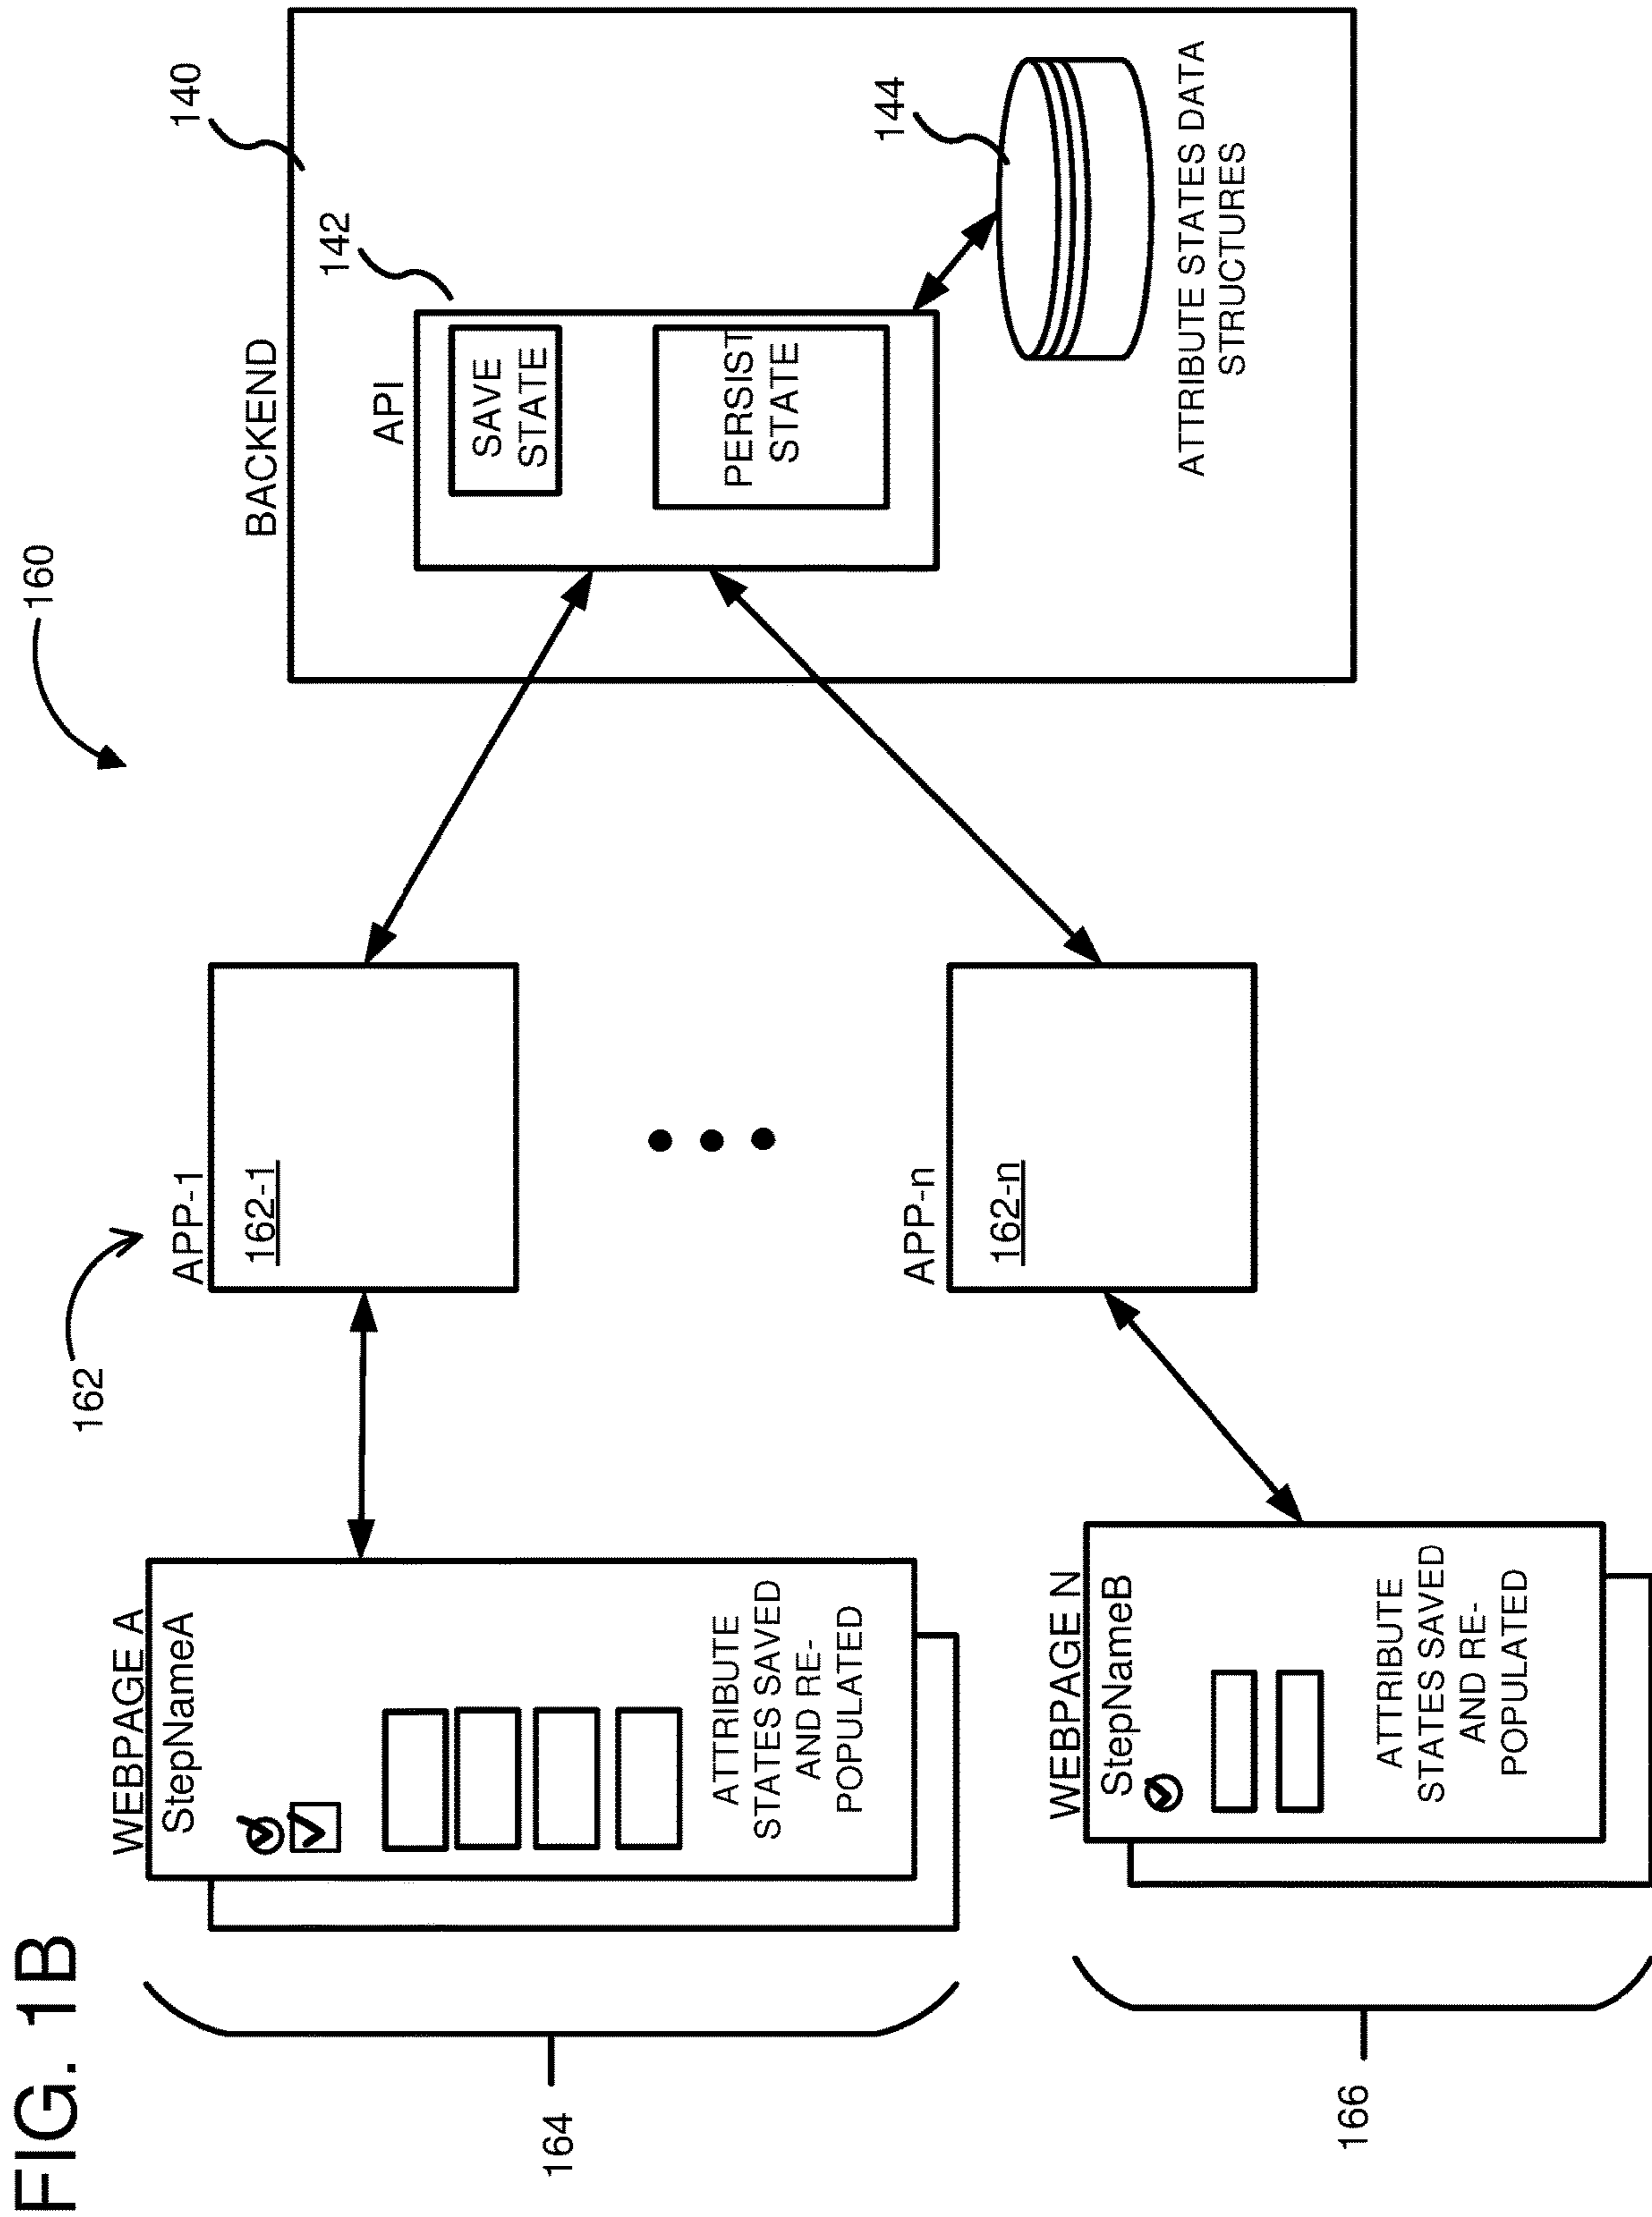 FIG. 1B
160
162
140
BACKEND
142
API
SAVE
STATE
PERSIST
STATE
144
ATTRIBUTE STATES DATA
STRUCTURES
APP-1
162-1
APP-n
162-n
WEBPAGE A
StepNameA
ATTRIBUTE
STATES SAVED
AND RE-
POPULATED
164
WEBPAGE N
StepNameB
ATTRIBUTE
STATES SAVED
AND RE-
POPULATED
166